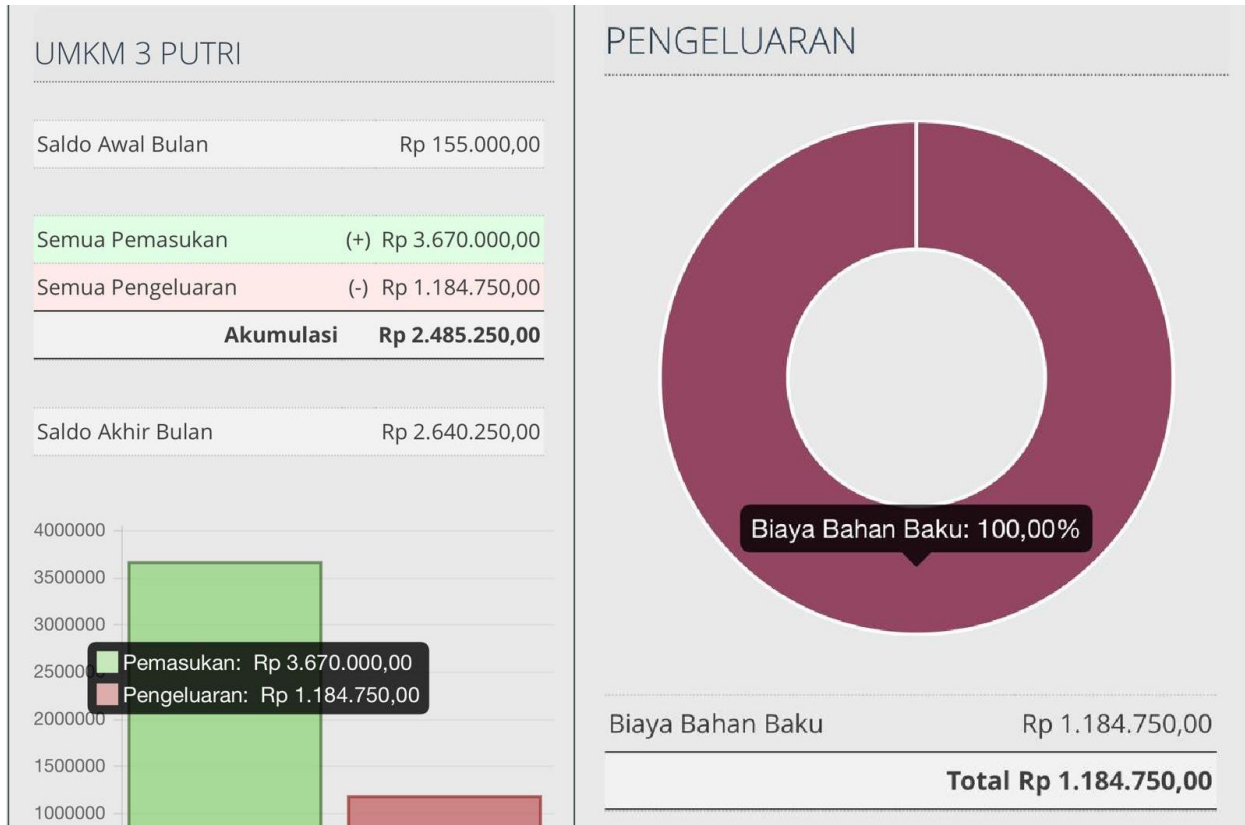 UMKM 3 PUTRI
Saldo Awal Bulan Rp 155.000,00
Semua Pemasukan (+) Rp 3.670.000,00
Semua Pengeluaran (-) Rp 1.184.750,00
Akumulasi Rp 2.485.250,00
Saldo Akhir Bulan Rp 2.640.250,00
4000000
3500000
3000000
2500000
Pemasukan: Rp 3.670.000,00
Pengeluaran: Rp 1.184.750,00
2000000
1500000
1000000
PENGELUARAN
Biaya Bahan Baku: 100,00%
Biaya Bahan Baku Rp 1.184.750,00
Total Rp 1.184.750,00